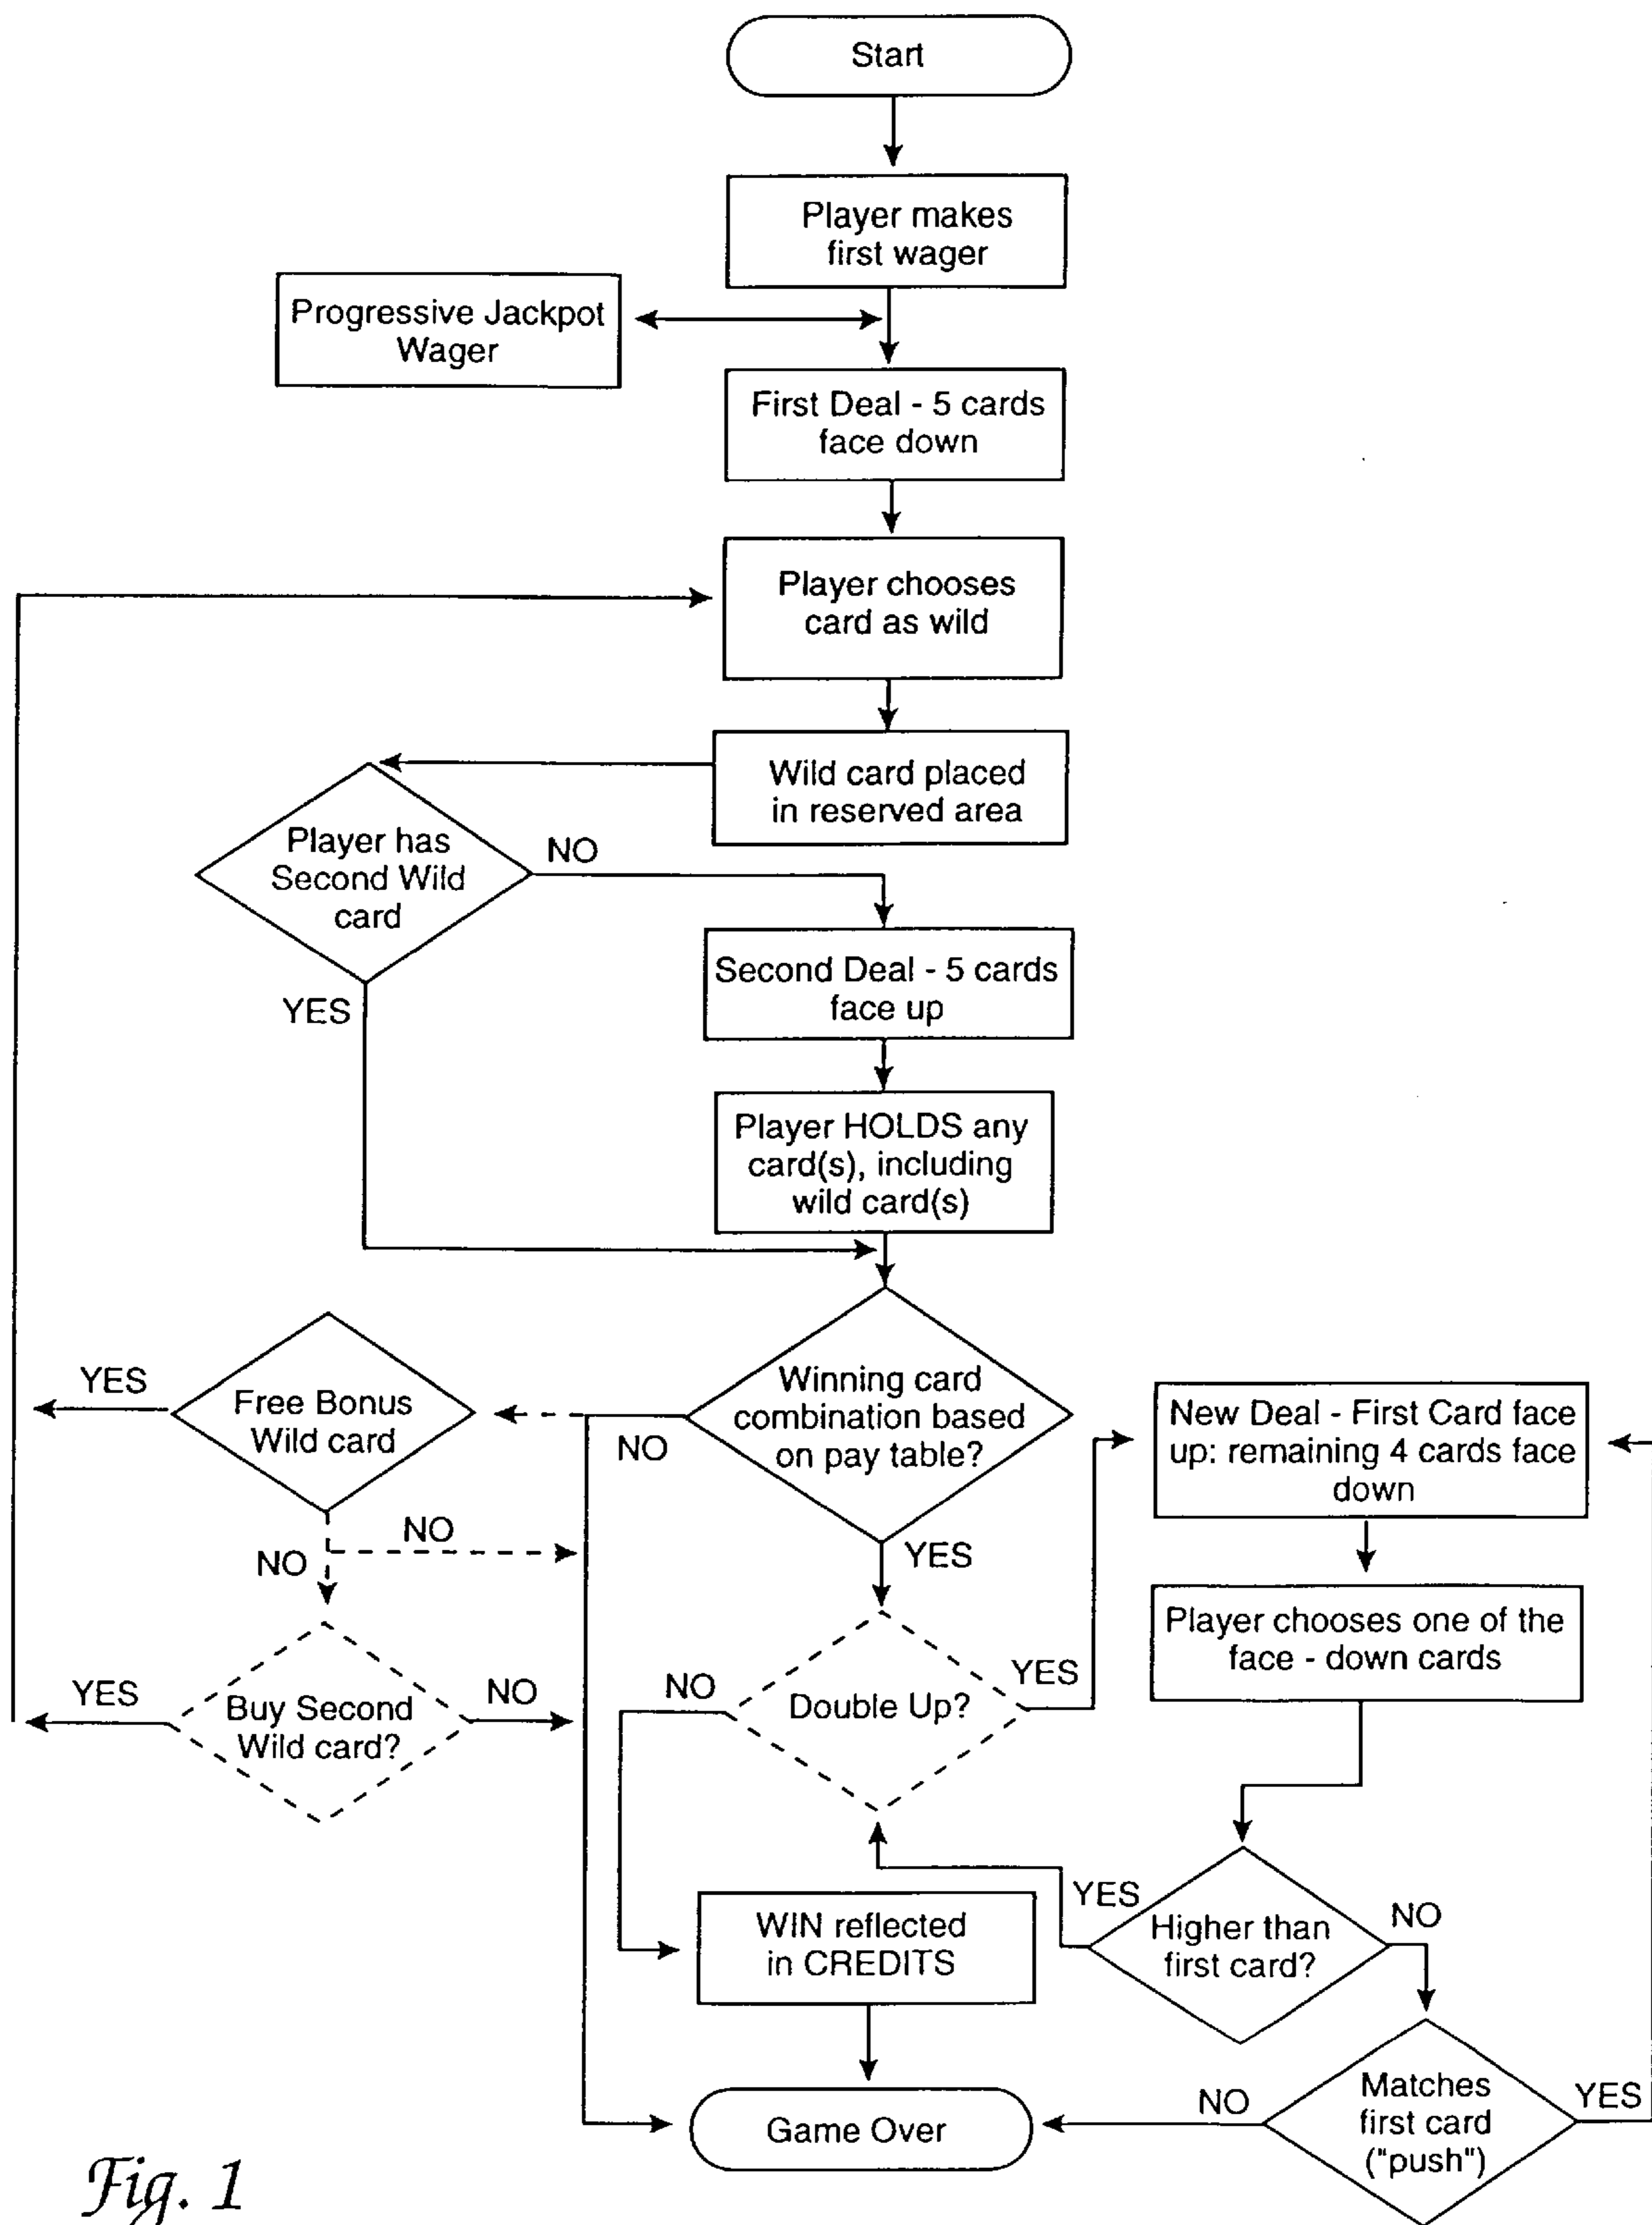 Start
Player makes
first wager
Progressive Jackpot
Wager
First Deal - 5 cards
face down
Player chooses
card as wild
Wild card placed
in reserved area
Player has
Second Wild
card
NO
YES
Second Deal - 5 cards
face up
Player HOLDS any
card(s), including
wild card(s)
Winning card
combination based
on pay table?
NO
YES
Free Bonus
Wild card
YES
NO
NO
Buy Second
Wild card?
YES
NO
Double Up?
NO
YES
New Deal - First Card face
up: remaining 4 cards face
down
Player chooses one of the
face - down cards
Higher than
first card?
YES
NO
WIN reflected
in CREDITS
Matches
first card
("push")
NO
YES
Game Over
Fig. 1